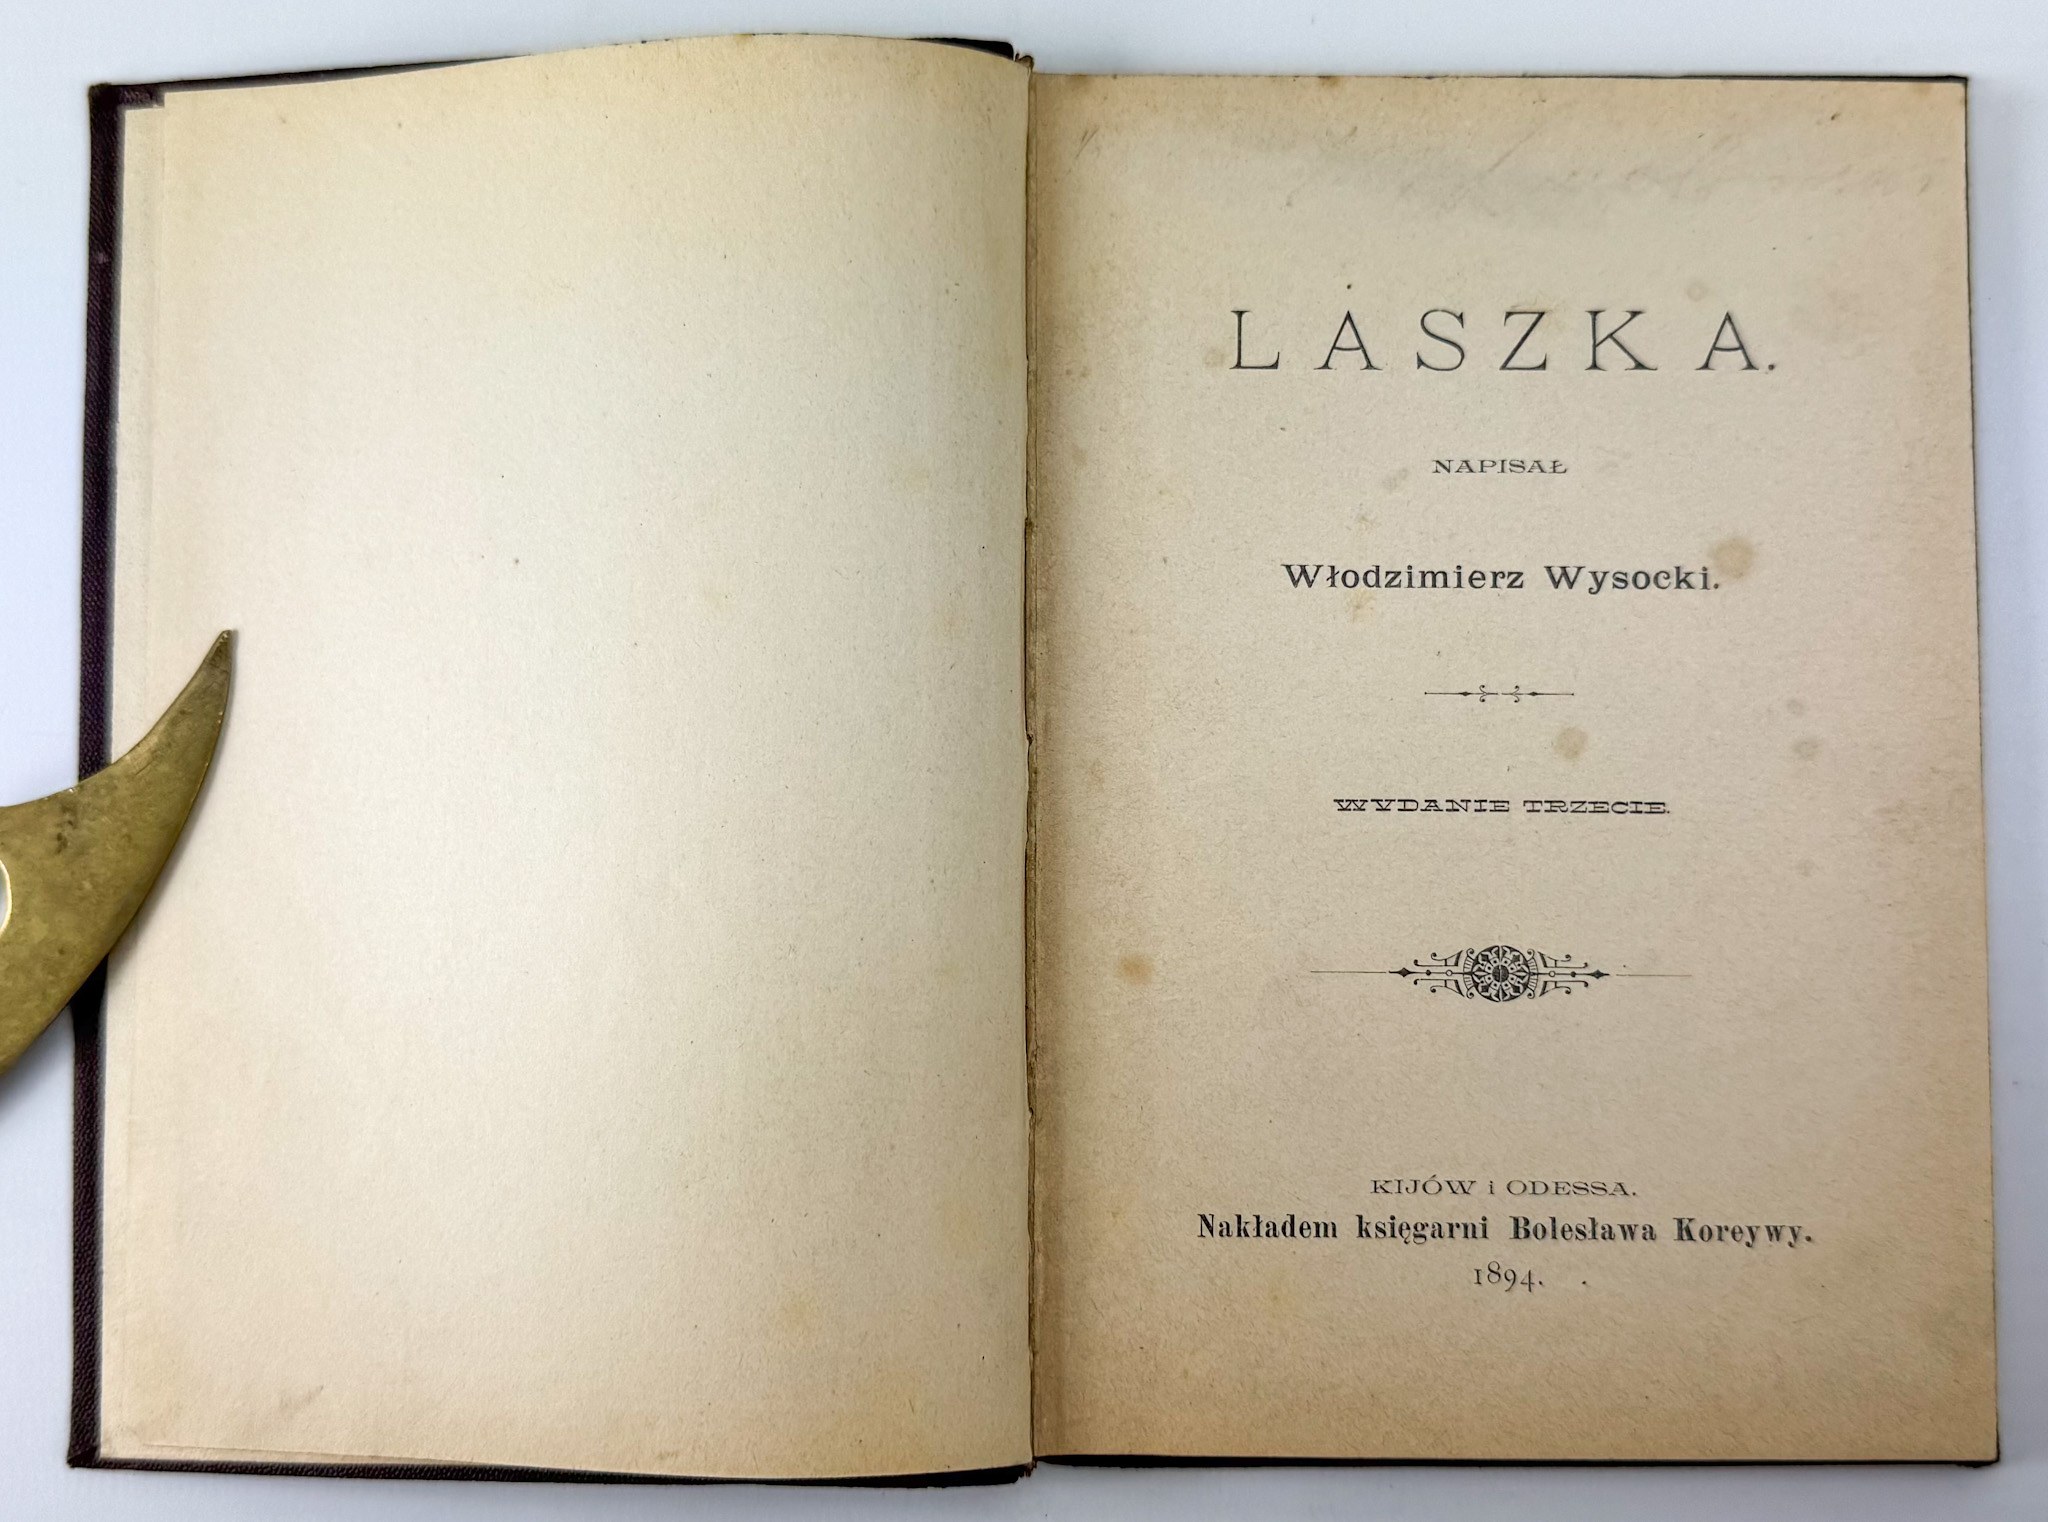 LASZKA.
NAPISAŁ
Włodzimierz Wysocki.
WYDANIE TRZECIE.
KIJÓW i ODESSA.
Nakładem księgarni Bolesława Koreywy.
1894.